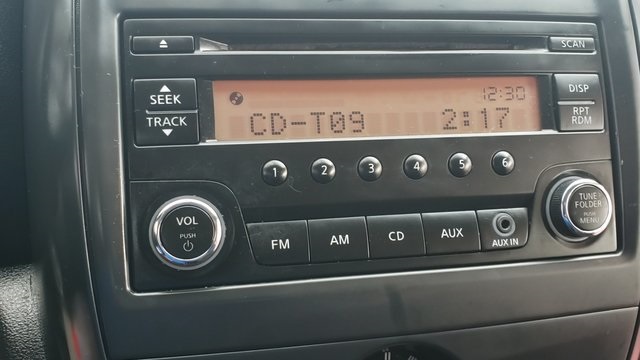 SCAN
SEEK
TRACK
12:30
CD-T09 2:17
DISP
RPT
RDM
1 2 3 4 5 6
VOL
PUSH
FM
AM
CD
AUX
AUX IN
TUNE
FOLDER
PUSH
MENU